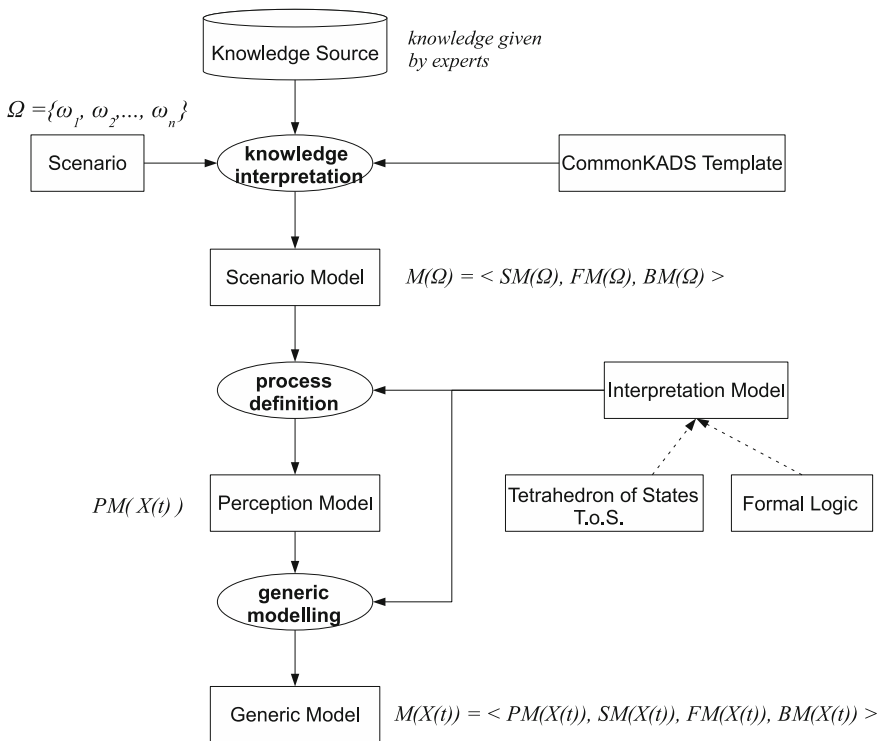 Knowledge Source
knowledge given
by experts
Ω ={ω1, ω2,..., ωn}
Scenario
knowledge
interpretation
CommonKADS Template
Scenario Model
M(Ω) = < SM(Ω), FM(Ω), BM(Ω) >
process
definition
Interpretation Model
PM( X(t) )
Perception Model
Tetrahedron of States
T.o.S.
Formal Logic
generic
modelling
Generic Model
M(X(t)) = < PM(X(t)), SM(X(t)), FM(X(t)), BM(X(t)) >